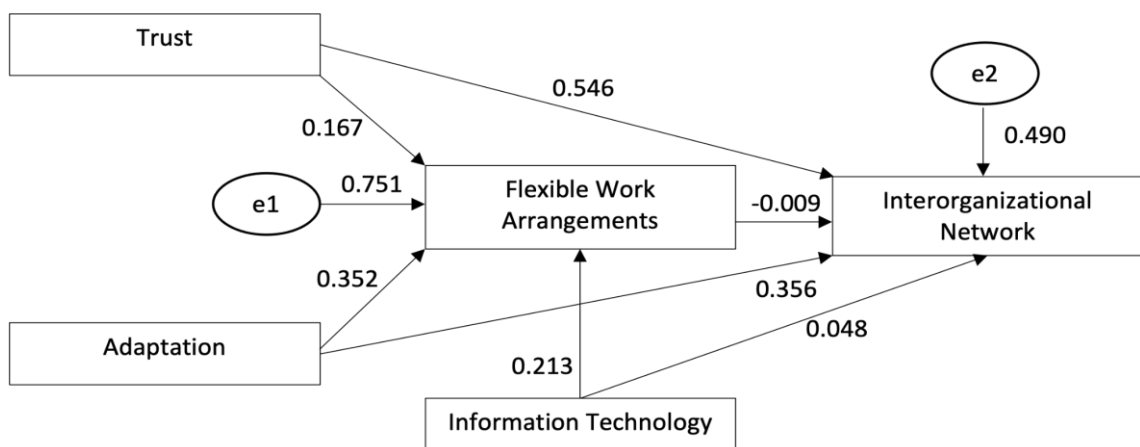 Trust
e2
0.546
0.167
0.490
0.751
e1
Flexible Work
Arrangements
-0.009
Interorganizational
Network
0.352
0.356
Adaptation
0.048
0.213
Information Technology